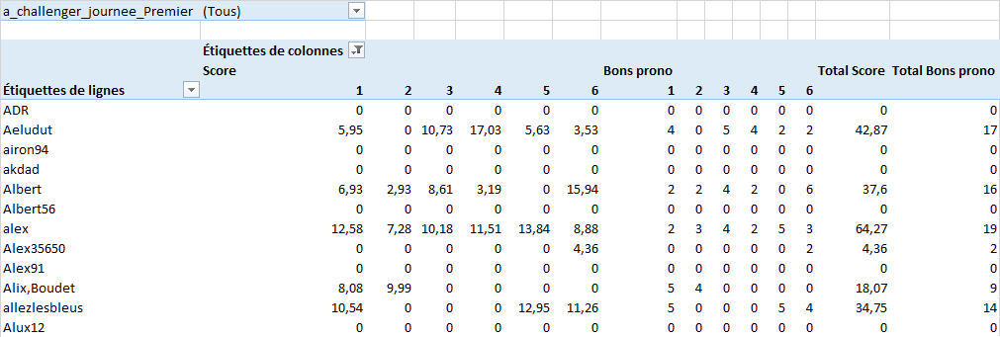 a_challenger_journee_Premier (Tous)
Étiquettes de colonnes
Score Bons prono Total Score Total Bons prono
Étiquettes de lignes 1 2 3 4 5 6 1 2 3 4 5 6
ADR 0 0 0 0 0 0 0 0 0 0 0 0 0 0
Aeludut 5,95 0 10,73 17,03 5,63 3,53 4 0 5 4 2 2 42,87 17
airon94 0 0 0 0 0 0 0 0 0 0 0 0 0 0
akdad 0 0 0 0 0 0 0 0 0 0 0 0 0 0
Albert 6,93 2,93 8,61 3,19 0 15,94 2 2 4 2 0 6 37,6 16
Albert56 0 0 0 0 0 0 0 0 0 0 0 0 0 0
alex 12,58 7,28 10,18 11,51 13,84 8,88 2 3 4 2 5 3 64,27 19
Alex35650 0 0 0 0 0 4,36 0 0 0 0 0 2 4,36 2
Alex91 0 0 0 0 0 0 0 0 0 0 0 0 0 0
Alix,Boudet 8,08 9,99 0 0 0 0 5 4 0 0 0 0 18,07 9
allezlesbleus 10,54 0 0 0 12,95 11,26 5 0 0 0 5 4 34,75 14
Alux12 0 0 0 0 0 0 0 0 0 0 0 0 0 0